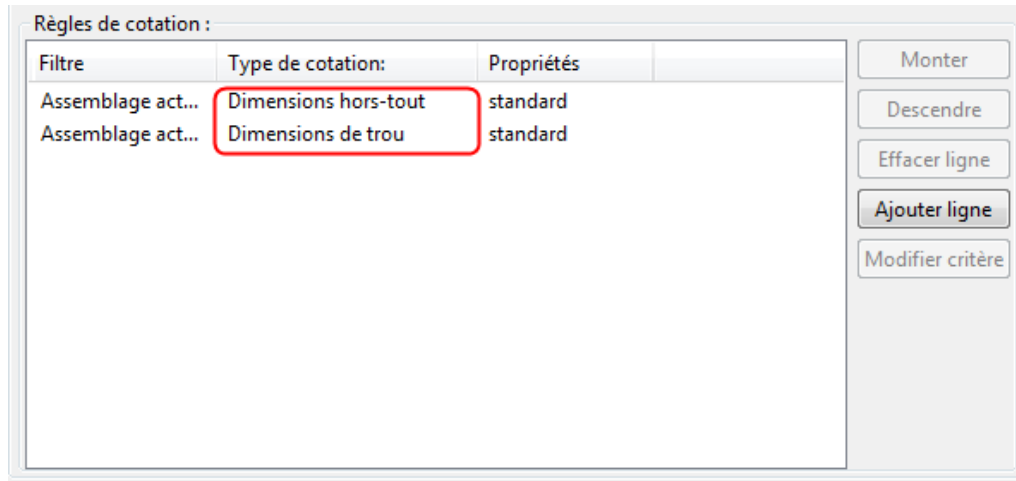 Règles de cotation :
Filtre Type de cotation: Propriétés
Assemblage act... Dimensions hors-tout standard
Assemblage act... Dimensions de trou standard
Monter
Descendre
Effacer ligne
Ajouter ligne
Modifier critère